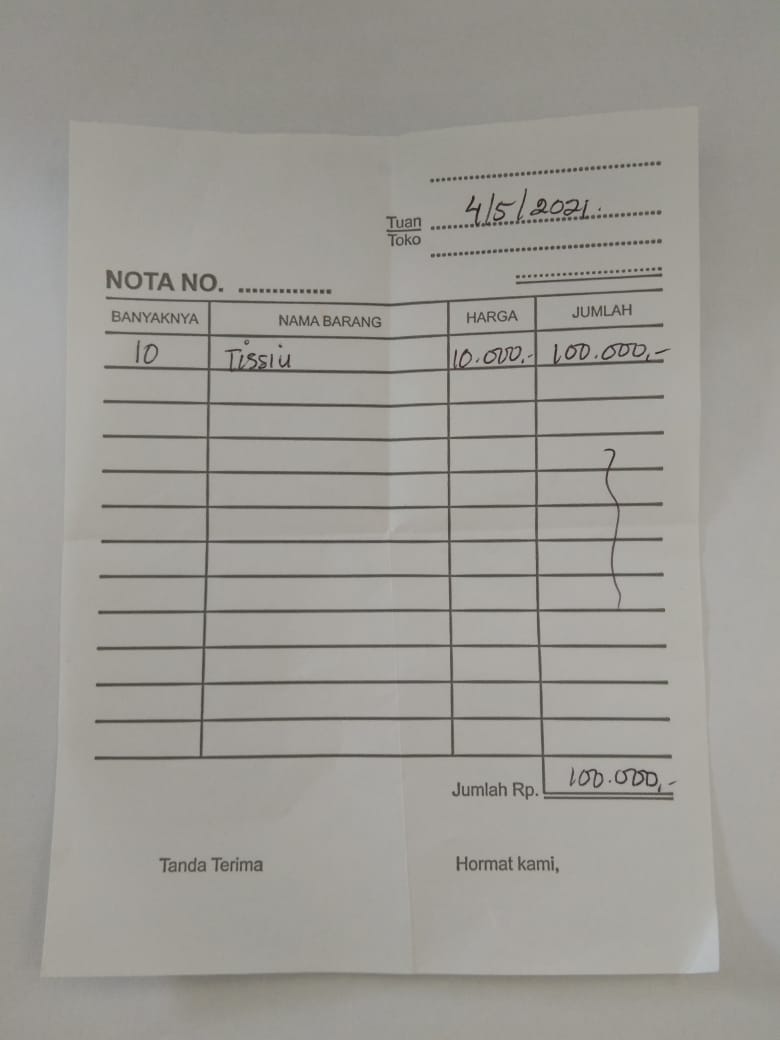 4/5/2021.
Tuan
Toko
NOTA NO. ..............
BANYAKNYA NAMA BARANG HARGA JUMLAH
10 Tissiu 10.000,- 100.000,-
Jumlah Rp. 100.000,-
Tanda Terima Hormat kami,